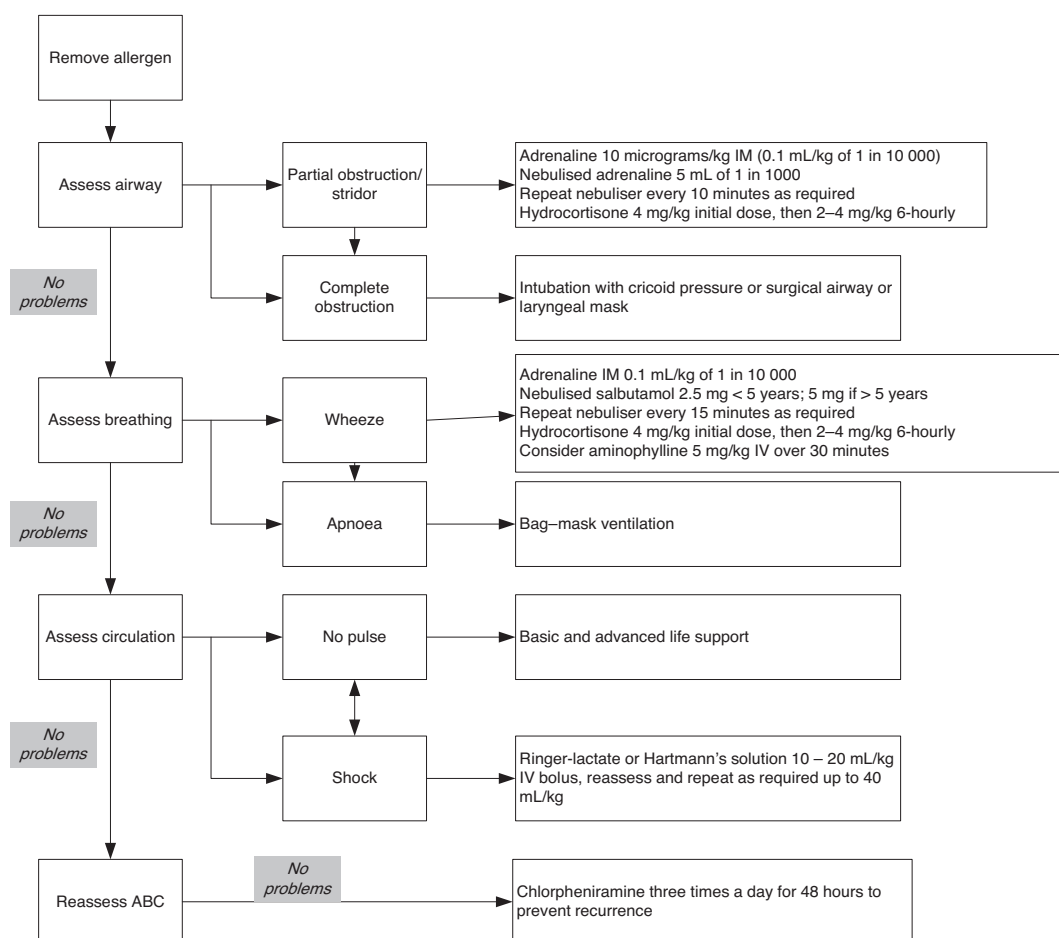 Remove allergen
Assess airway
Partial obstruction/
stridor
Adrenaline 10 micrograms/kg IM (0.1 mL/kg of 1 in 10 000)
Nebulised adrenaline 5 mL of 1 in 1000
Repeat nebuliser every 10 minutes as required
Hydrocortisone 4 mg/kg initial dose, then 2–4 mg/kg 6-hourly
No
problems
Complete
obstruction
Intubation with cricoid pressure or surgical airway or
laryngeal mask
Assess breathing
Wheeze
Adrenaline IM 0.1 mL/kg of 1 in 10 000
Nebulised salbutamol 2.5 mg < 5 years; 5 mg if > 5 years
Repeat nebuliser every 15 minutes as required
Hydrocortisone 4 mg/kg initial dose, then 2–4 mg/kg 6-hourly
Consider aminophylline 5 mg/kg IV over 30 minutes
No
problems
Apnoea
Bag–mask ventilation
Assess circulation
No pulse
Basic and advanced life support
No
problems
Shock
Ringer-lactate or Hartmann's solution 10 – 20 mL/kg
IV bolus, reassess and repeat as required up to 40
mL/kg
Reassess ABC
No
problems
Chlorpheniramine three times a day for 48 hours to
prevent recurrence